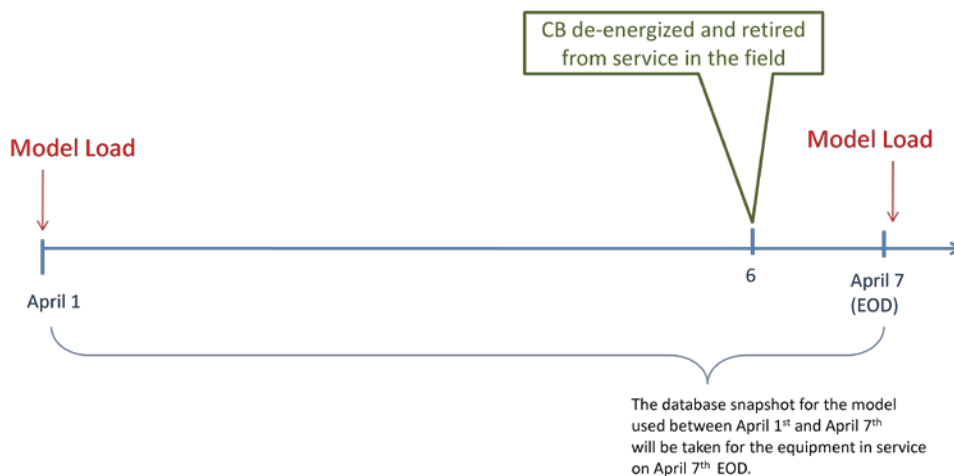 CB de-energized and retired
from service in the field
Model Load
Model Load
April 1
6
April 7
(EOD)
The database snapshot for the model
used between April 1st and April 7th
will be taken for the equipment in service
on April 7th EOD.